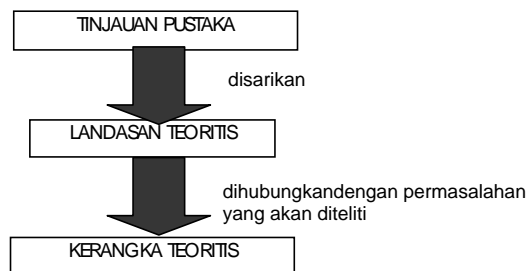 TINJAUAN PUSTAKA
disarikan
LANDASAN TEORITIS
dihubungkandengan permasalahan
yang akan diteliti
KERANGKA TEORITIS